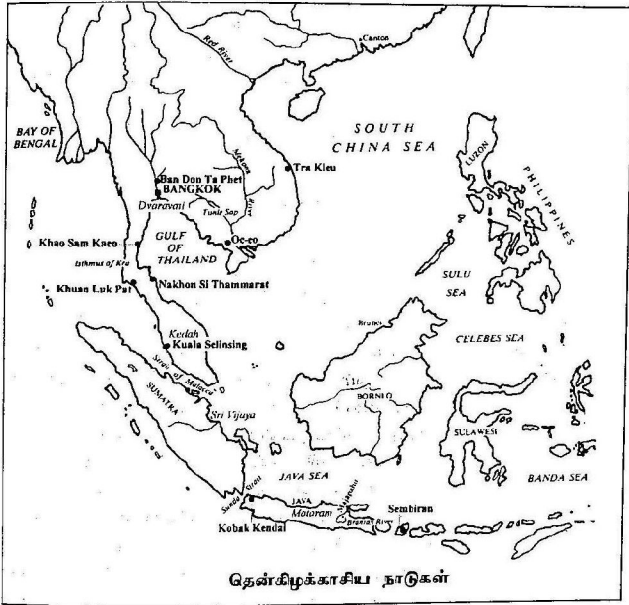 Canton
Red River
BAY OF
BENGAL
SOUTH
CHINA SEA
LUZON
PHILIPPINES
Mekong
River
Tra Kieu
Ban Don Ta Phet
BANGKOK
Dvaravati
Tonle Sap
Oc-eo
Khao Sam Kaeo
GULF
OF
THAILAND
Isthmus of Kra
SULU
SEA
Khuan Luk Pat
Nakhon Si Thammarat
Kedah
Kuala Selinsing
Brunei
CELEBES SEA
Strait of Melacca
SUMATRA
BORNEO
Sri Vijaya
SULAWESI
JAVA SEA
BANDA SEA
Sunda Strait
JAVA
Majapahit
Sembiran
Mataram
Brantas River
Kobak Kendal
தென்கிழக்காசிய நாடுகள்